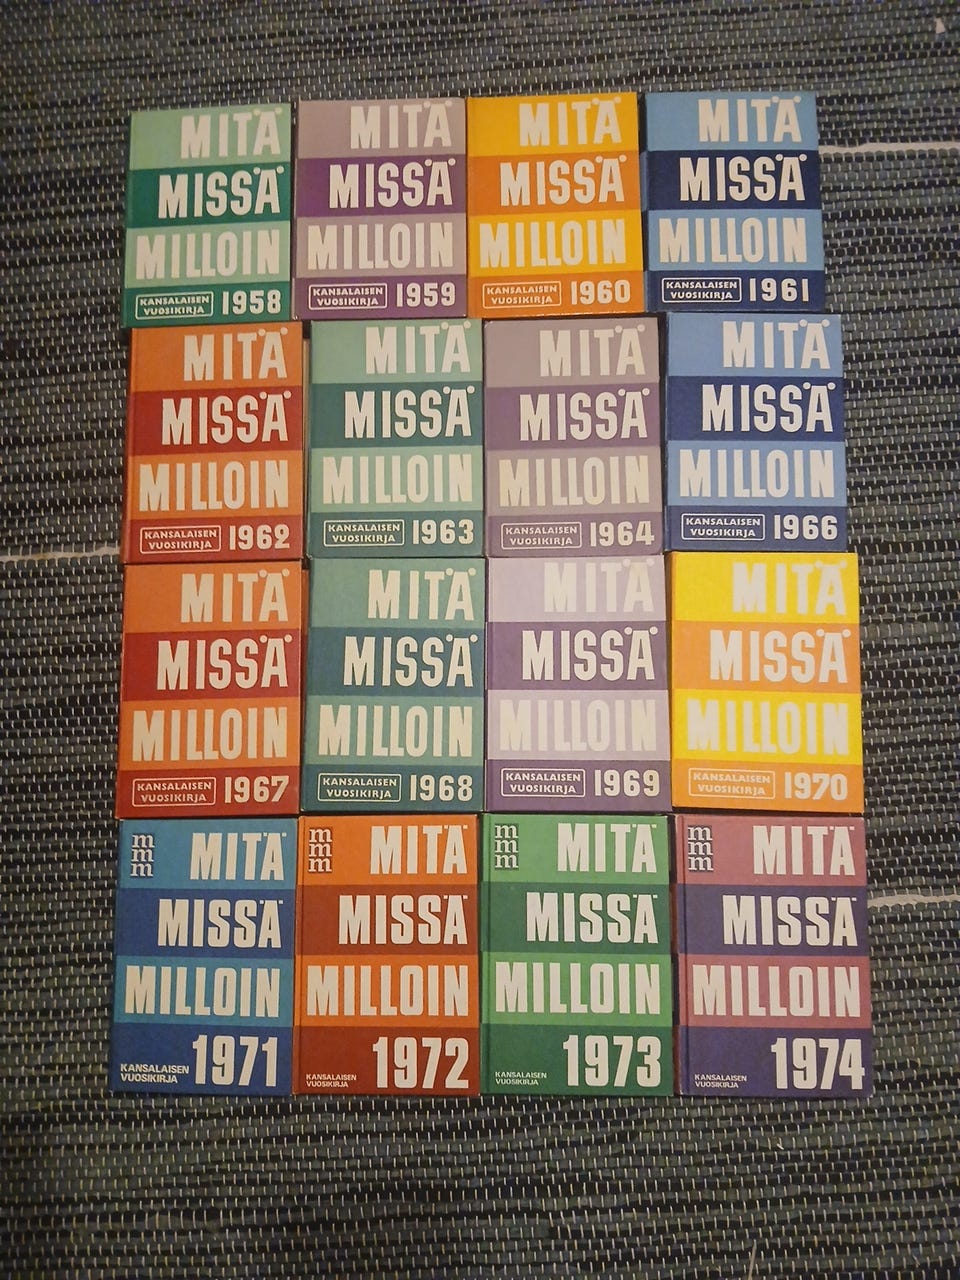 MITÄ
MISSÄ
MILLOIN
KANSALAISEN
VUOSIKIRJA
1958
MITÄ
MISSÄ
MILLOIN
KANSALAISEN
VUOSIKIRJA
1959
MITÄ
MISSÄ
MILLOIN
KANSALAISEN
VUOSIKIRJA
1960
MITÄ
MISSÄ
MILLOIN
KANSALAISEN
VUOSIKIRJA
1961
MITÄ
MISSÄ
MILLOIN
KANSALAISEN
VUOSIKIRJA
1962
MITÄ
MISSÄ
MILLOIN
KANSALAISEN
VUOSIKIRJA
1963
MITÄ
MISSÄ
MILLOIN
KANSALAISEN
VUOSIKIRJA
1964
MITÄ
MISSÄ
MILLOIN
KANSALAISEN
VUOSIKIRJA
1966
MITÄ
MISSÄ
MILLOIN
KANSALAISEN
VUOSIKIRJA
1967
MITÄ
MISSÄ
MILLOIN
KANSALAISEN
VUOSIKIRJA
1968
MITÄ
MISSÄ
MILLOIN
KANSALAISEN
VUOSIKIRJA
1969
MITÄ
MISSÄ
MILLOIN
KANSALAISEN
VUOSIKIRJA
1970
m
m
m
MITÄ
MISSÄ
MILLOIN
KANSALAISEN
VUOSIKIRJA
1971
m
m
m
MITÄ
MISSÄ
MILLOIN
KANSALAISEN
VUOSIKIRJA
1972
m
m
m
MITÄ
MISSÄ
MILLOIN
KANSALAISEN
VUOSIKIRJA
1973
m
m
m
MITÄ
MISSÄ
MILLOIN
KANSALAISEN
VUOSIKIRJA
1974